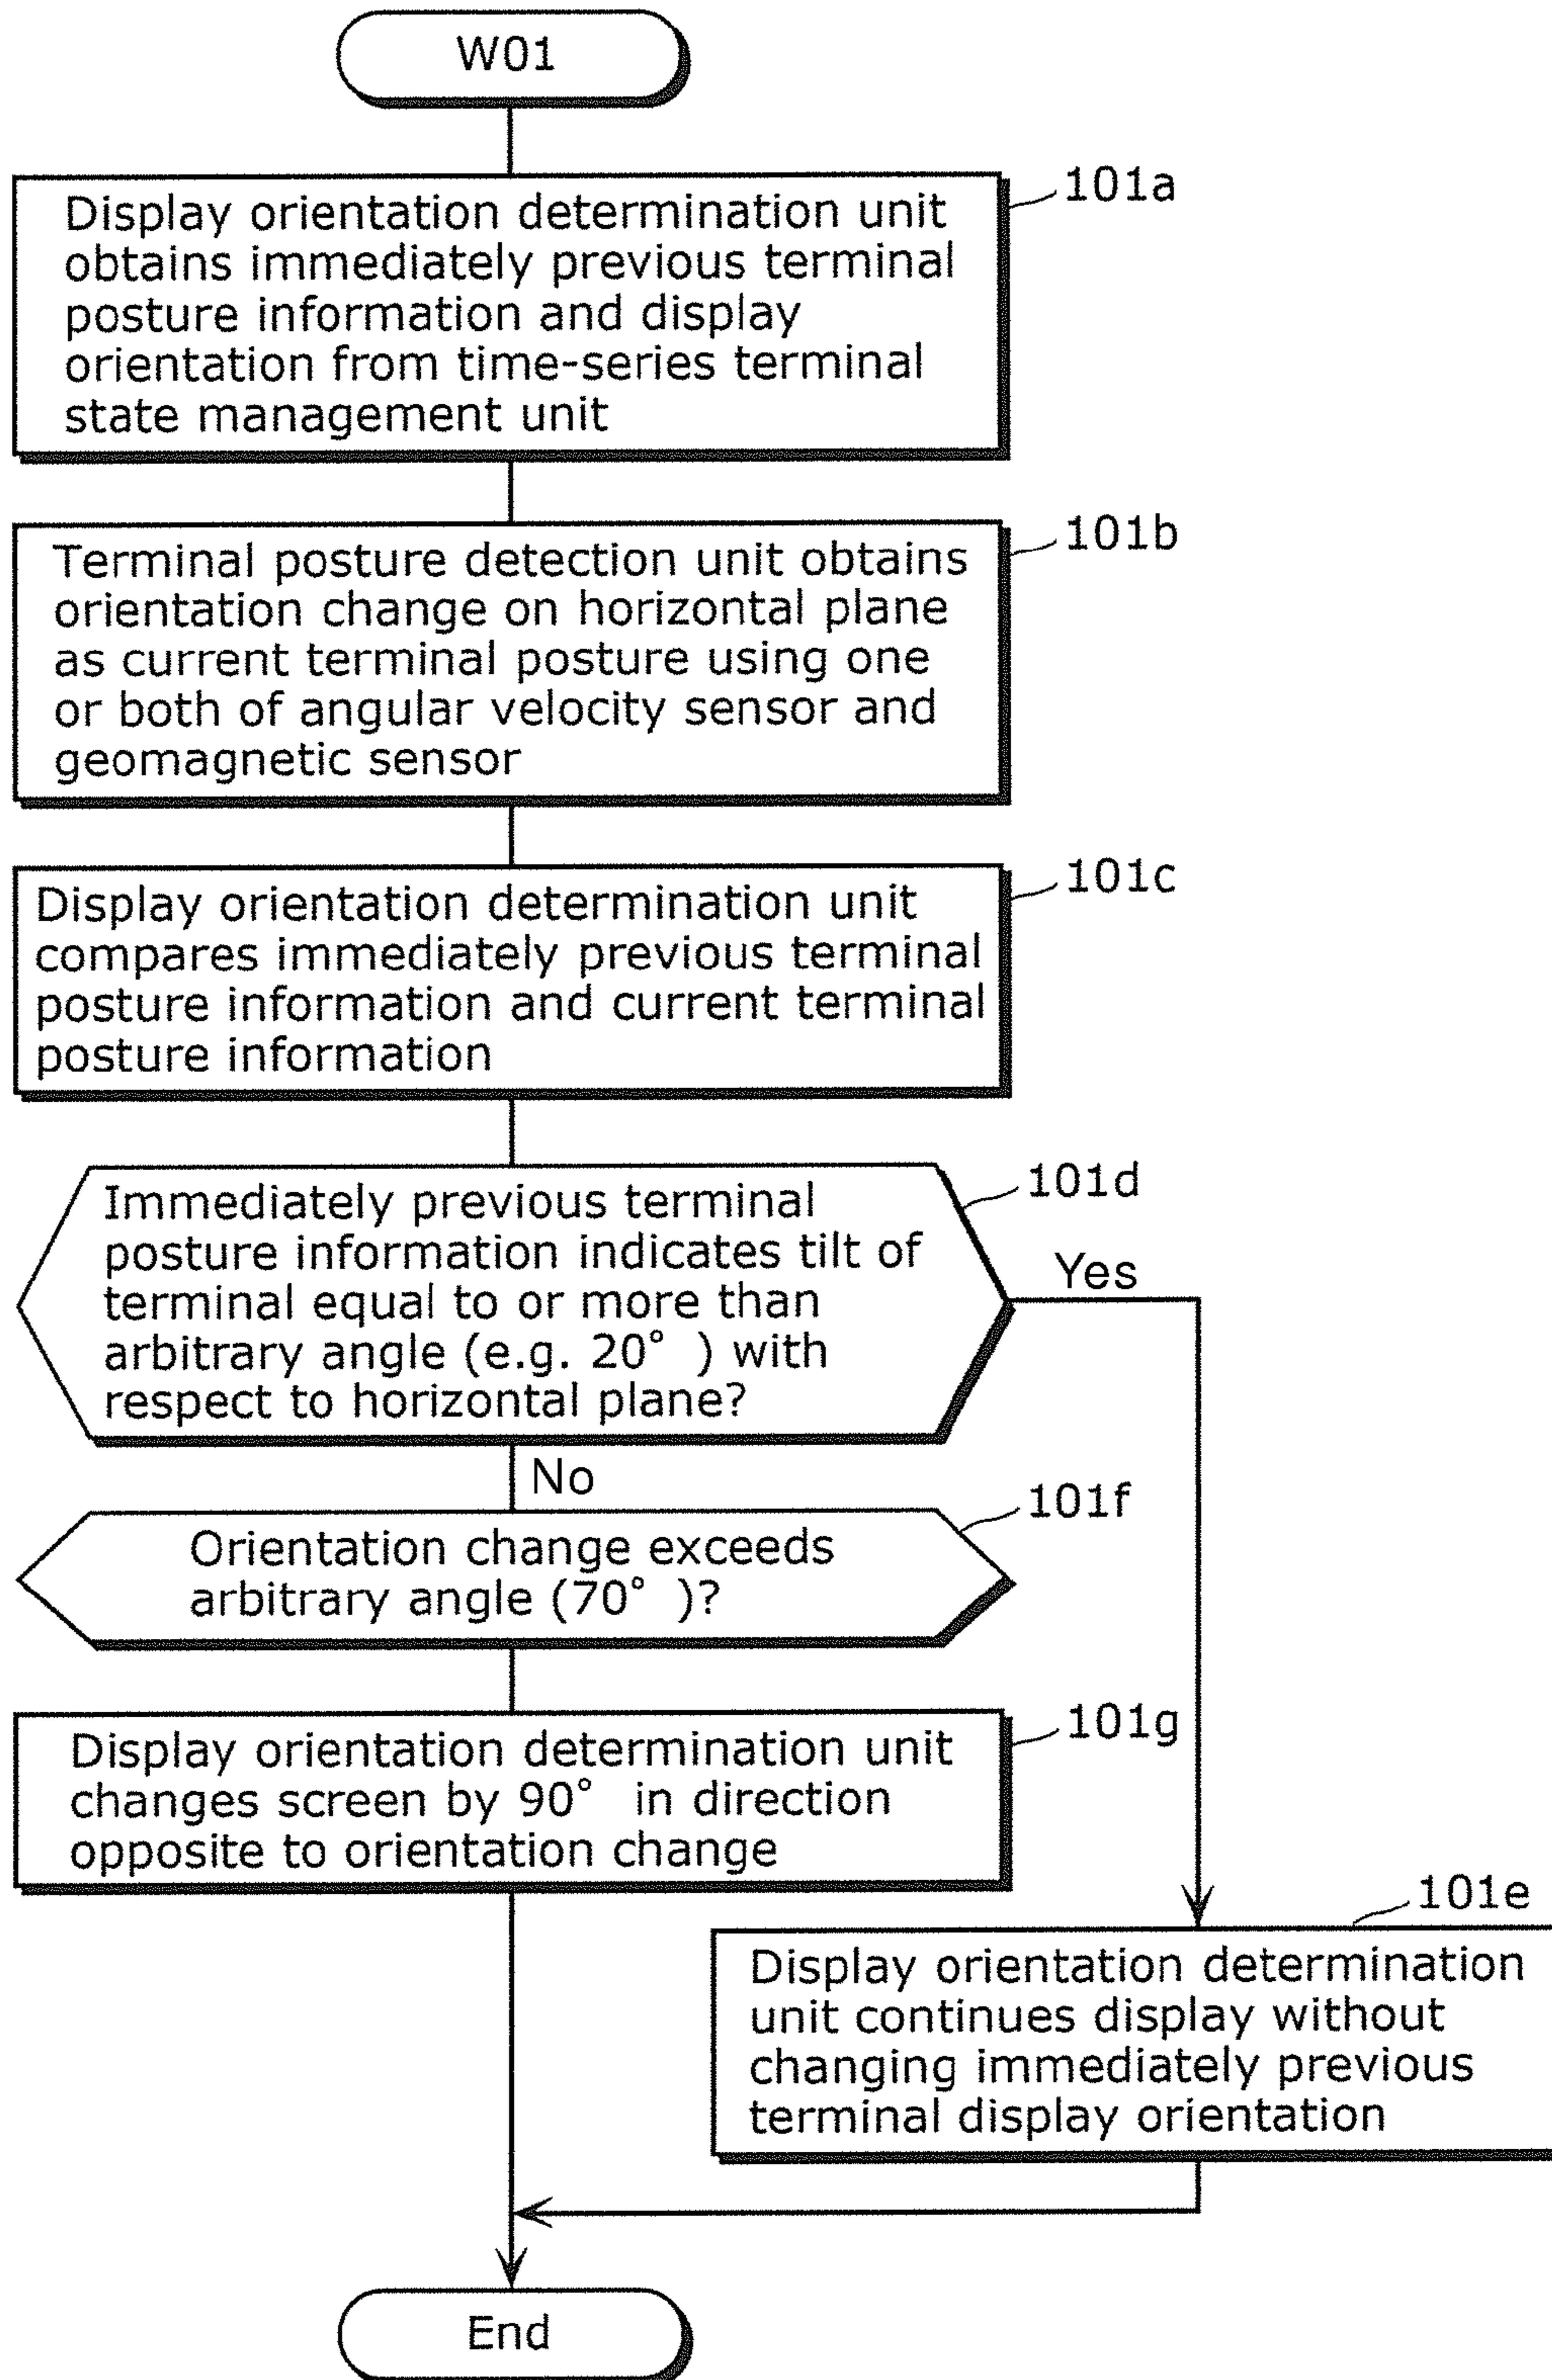 W01
101a
Display orientation determination unit
obtains immediately previous terminal
posture information and display
orientation from time-series terminal
state management unit
101b
Terminal posture detection unit obtains
orientation change on horizontal plane
as current terminal posture using one
or both of angular velocity sensor and
geomagnetic sensor
101c
Display orientation determination unit
compares immediately previous terminal
posture information and current terminal
posture information
101d
Immediately previous terminal
posture information indicates tilt of
terminal equal to or more than
arbitrary angle (e.g. 20° ) with
respect to horizontal plane?
Yes
No
101f
Orientation change exceeds
arbitrary angle (70° )?
101g
Display orientation determination unit
changes screen by 90° in direction
opposite to orientation change
101e
Display orientation determination
unit continues display without
changing immediately previous
terminal display orientation
End